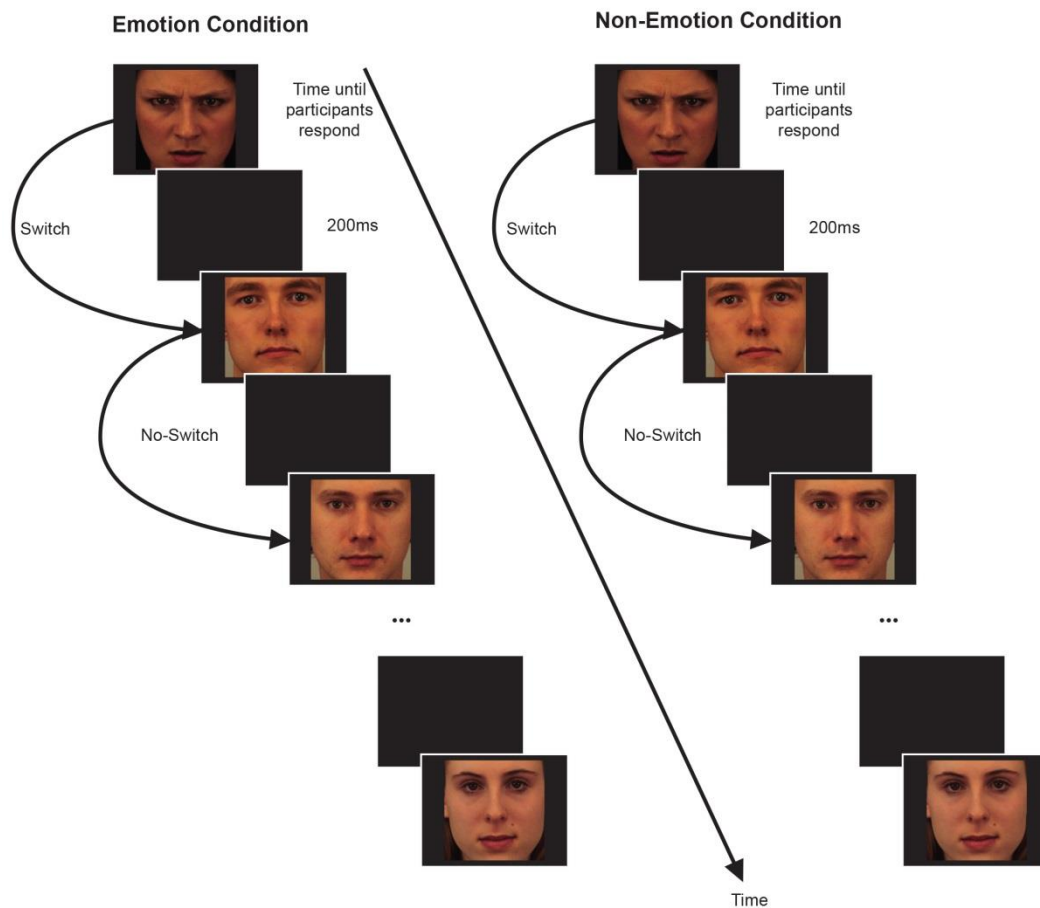 Emotion Condition
Time until
participants
respond
Switch
200ms
No-Switch
...
Non-Emotion Condition
Time until
participants
respond
Switch
200ms
No-Switch
...
Time